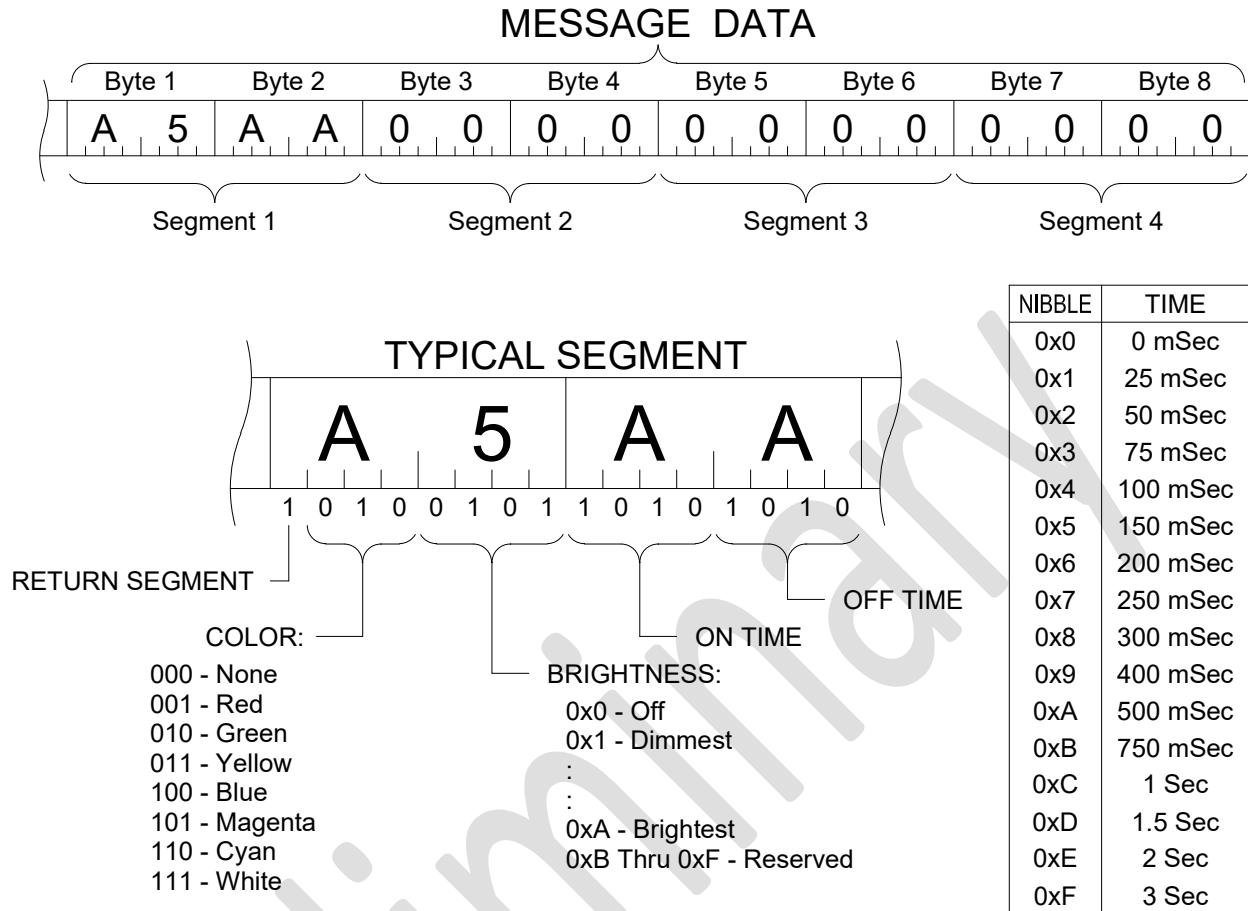 MESSAGE DATA
Byte 1 Byte 2 Byte 3 Byte 4 Byte 5 Byte 6 Byte 7 Byte 8
A 5 A A 0 0 0 0 0 0 0 0 0 0 0 0
Segment 1 Segment 2 Segment 3 Segment 4
TYPICAL SEGMENT
A 5 A A
1 0 1 0 0 1 0 1 1 0 1 0 1 0 1 0
RETURN SEGMENT
COLOR:
000 - None
001 - Red
010 - Green
011 - Yellow
100 - Blue
101 - Magenta
110 - Cyan
111 - White
BRIGHTNESS:
0x0 - Off
0x1 - Dimmest
:
:
0xA - Brightest
0xB Thru 0xF - Reserved
ON TIME
OFF TIME
NIBBLE TIME
0x0 0 mSec
0x1 25 mSec
0x2 50 mSec
0x3 75 mSec
0x4 100 mSec
0x5 150 mSec
0x6 200 mSec
0x7 250 mSec
0x8 300 mSec
0x9 400 mSec
0xA 500 mSec
0xB 750 mSec
0xC 1 Sec
0xD 1.5 Sec
0xE 2 Sec
0xF 3 Sec